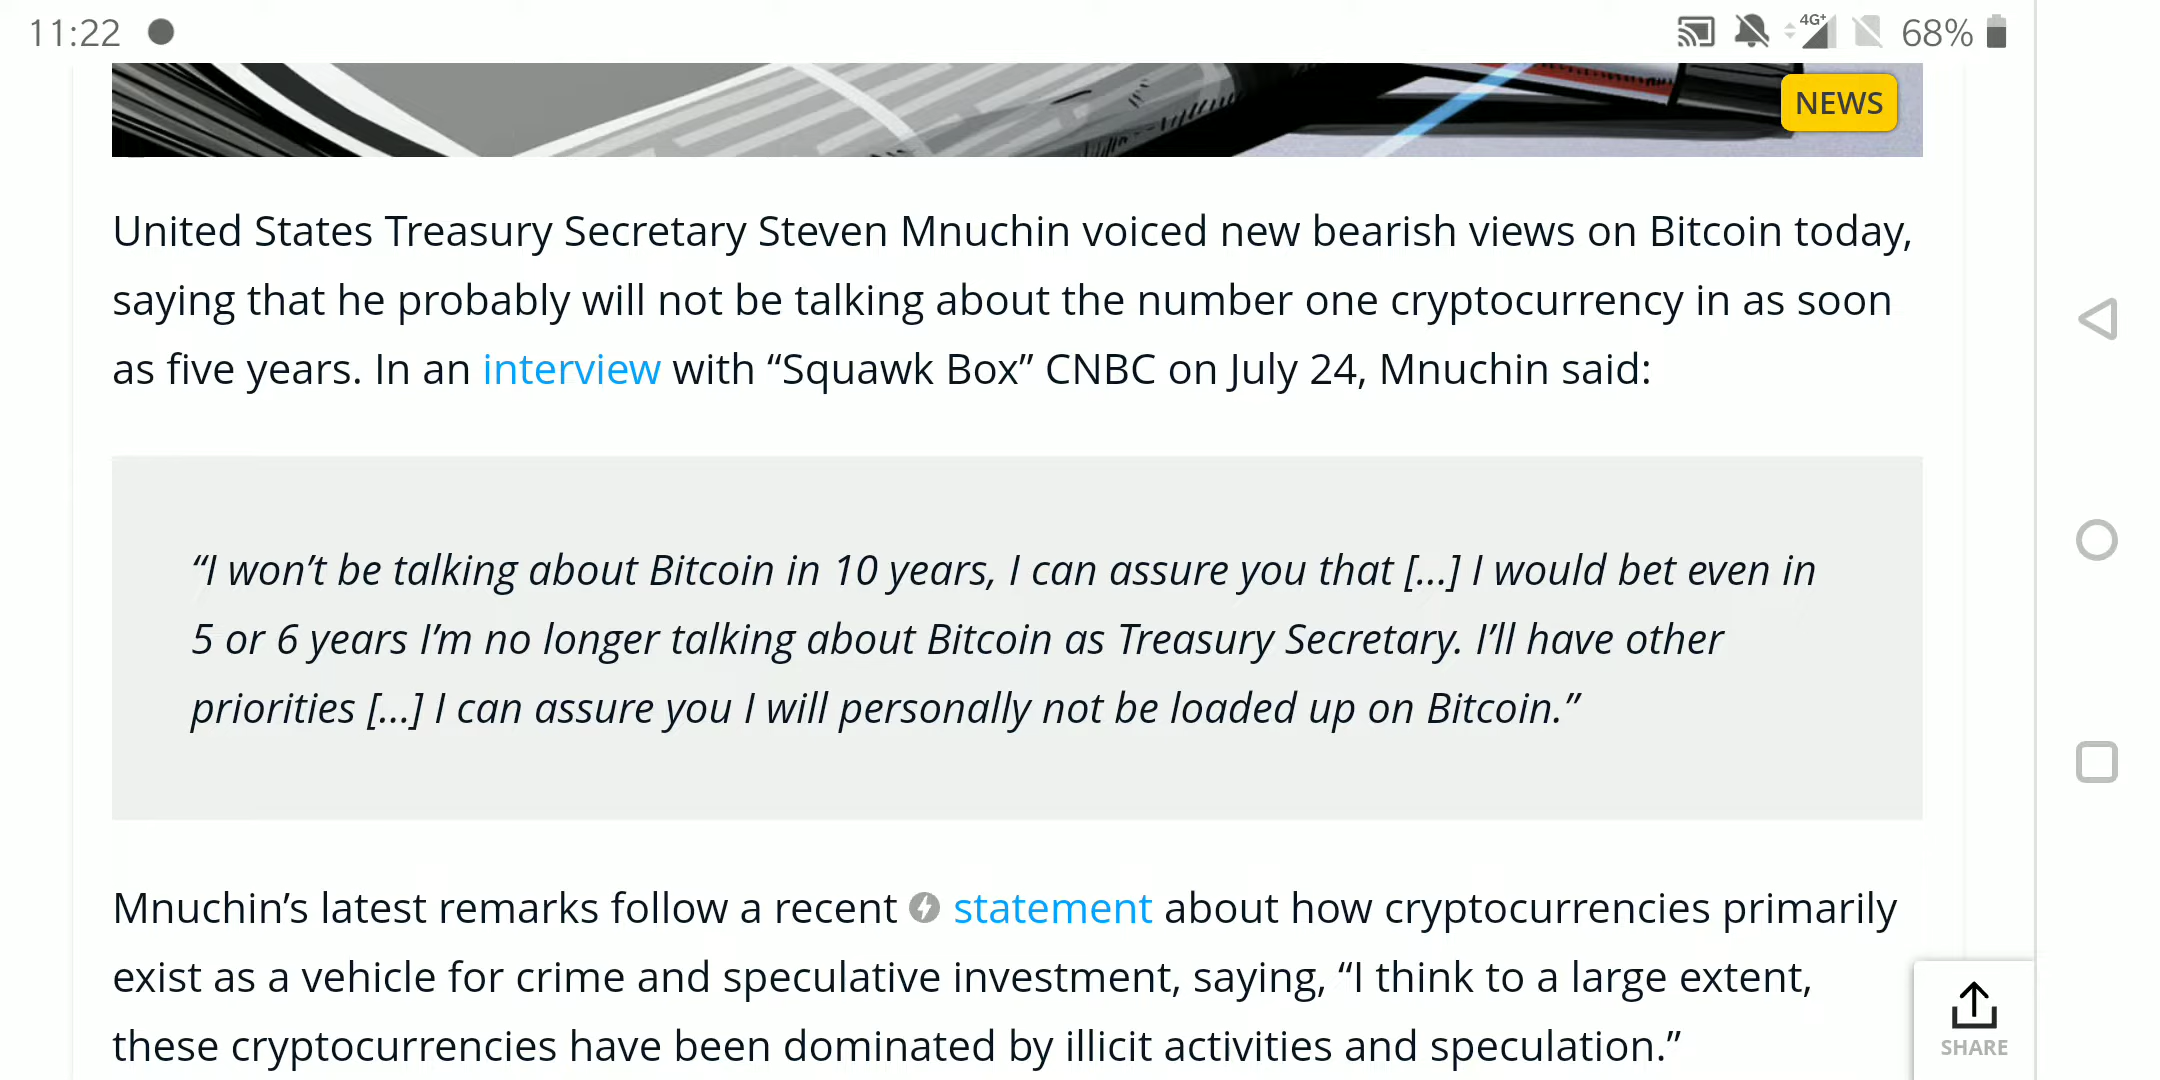 11:22
4G+
68%
NEWS
United States Treasury Secretary Steven Mnuchin voiced new bearish views on Bitcoin today,
saying that he probably will not be talking about the number one cryptocurrency in as soon
as five years. In an interview with “Squawk Box” CNBC on July 24, Mnuchin said:
“I won’t be talking about Bitcoin in 10 years, I can assure you that [...] I would bet even in
5 or 6 years I’m no longer talking about Bitcoin as Treasury Secretary. I’ll have other
priorities [...] I can assure you I will personally not be loaded up on Bitcoin.”
Mnuchin’s latest remarks follow a recent statement about how cryptocurrencies primarily
exist as a vehicle for crime and speculative investment, saying, “I think to a large extent,
these cryptocurrencies have been dominated by illicit activities and speculation.”
SHARE